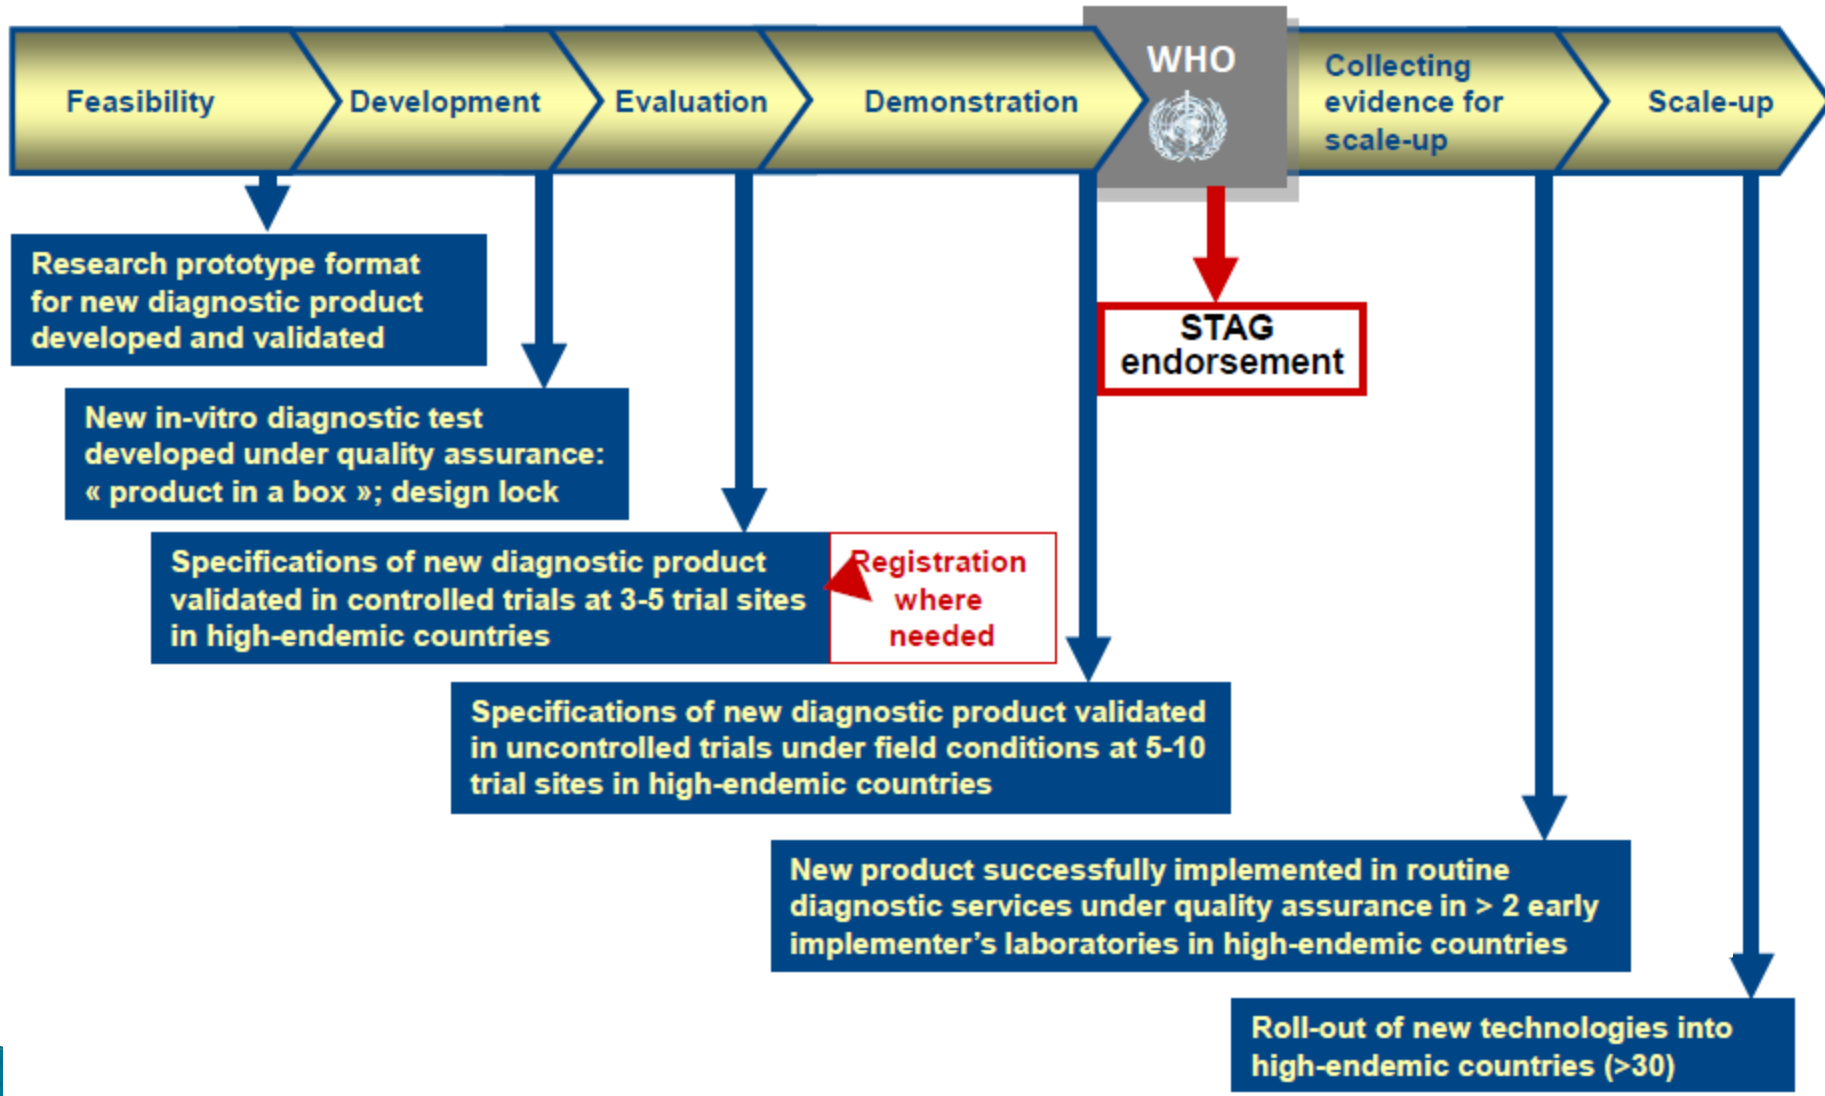 Feasibility
Development
Evaluation
Demonstration
WHO
Collecting
evidence for
scale-up
Scale-up
Research prototype format
for new diagnostic product
developed and validated
STAG
endorsement
New in-vitro diagnostic test
developed under quality assurance:
« product in a box »; design lock
Specifications of new diagnostic product
validated in controlled trials at 3-5 trial sites
in high-endemic countries
Registration
where
needed
Specifications of new diagnostic product validated
in uncontrolled trials under field conditions at 5-10
trial sites in high-endemic countries
New product successfully implemented in routine
diagnostic services under quality assurance in > 2 early
implementer’s laboratories in high-endemic countries
Roll-out of new technologies into
high-endemic countries (>30)